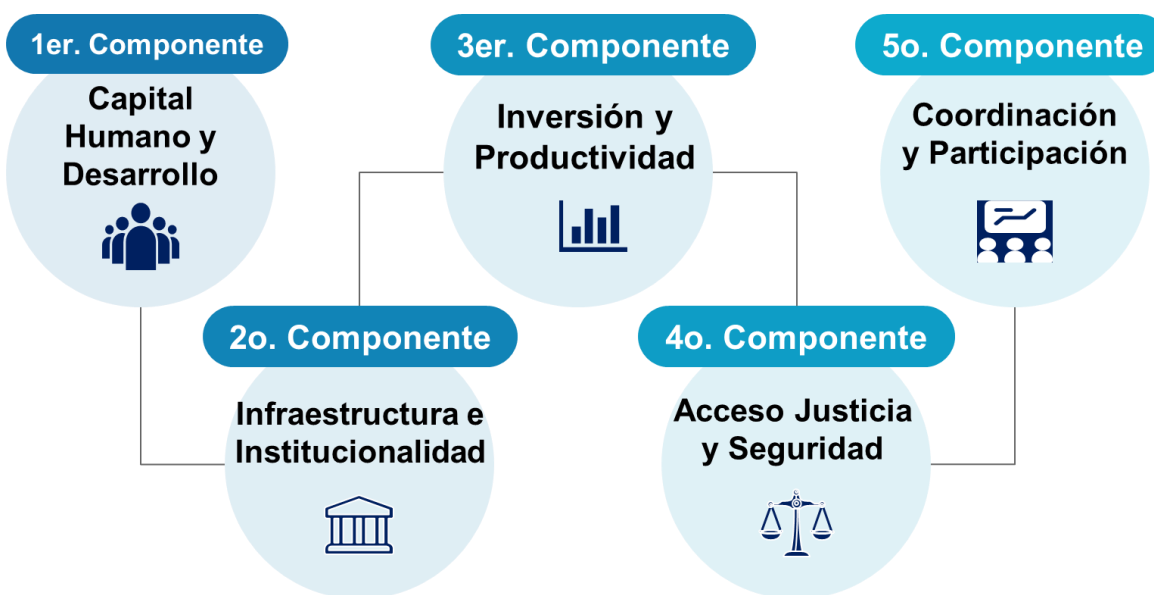 1er. Componente
Capital
Humano y
Desarrollo
2o. Componente
Infraestructura e
Institucionalidad
3er. Componente
Inversión y
Productividad
4o. Componente
Acceso Justicia
y Seguridad
5o. Componente
Coordinación
y Participación